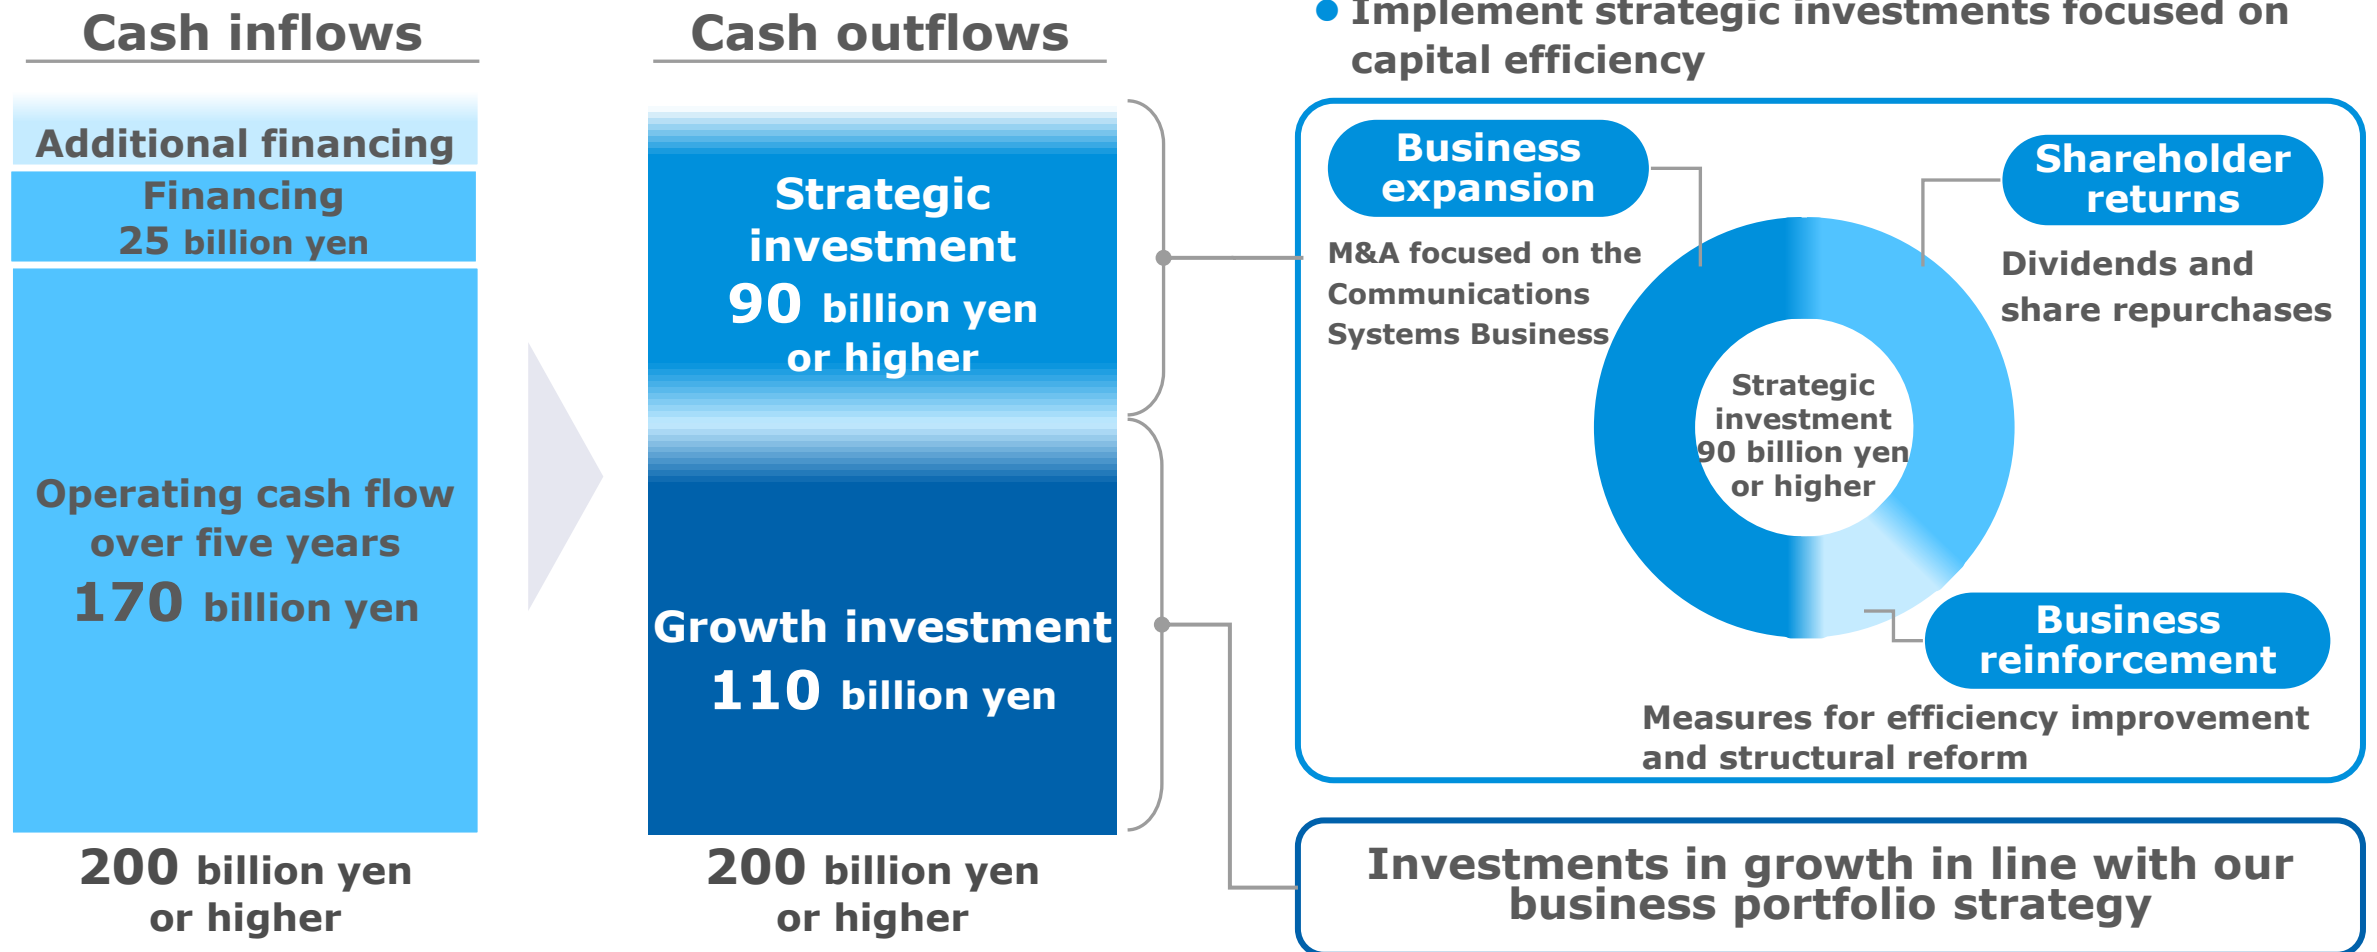 Cash inflows
Additional financing
Financing
25 billion yen
Operating cash flow
over five years
170 billion yen
200 billion yen
or higher
Cash outflows
Strategic
investment
90 billion yen
or higher
Growth investment
110 billion yen
200 billion yen
or higher
● Implement strategic investments focused on
capital efficiency
Business
expansion
M&A focused on the
Communications
Systems Business
Shareholder
returns
Dividends and
share repurchases
Strategic
investment
90 billion yen
or higher
Business
reinforcement
Measures for efficiency improvement
and structural reform
Investments in growth in line with our
business portfolio strategy